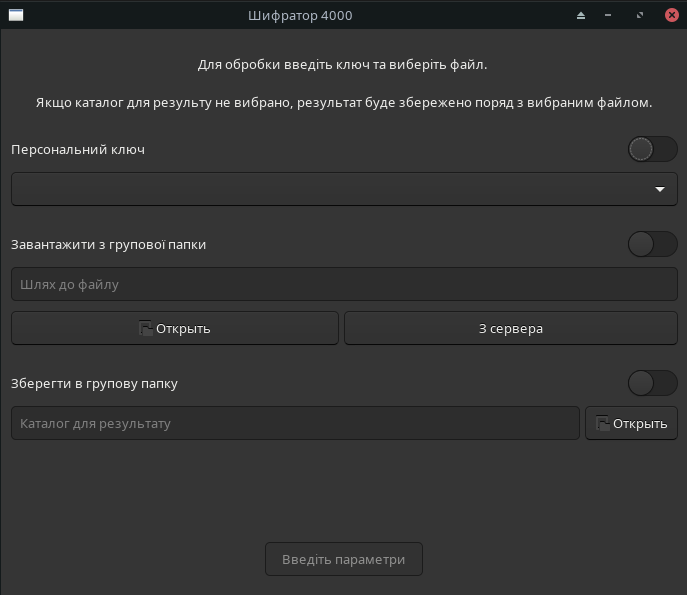 Шифратор 4000
Для обробки введіть ключ та виберіть файл.
Якщо каталог для результу не вибрано, результат буде збережено поряд з вибраним файлом.
Персональний ключ
Завантажити з групової папки
Шлях до файлу
Открыть
З сервера
Зберегти в групову папку
Каталог для результату
Открыть
Введіть параметри